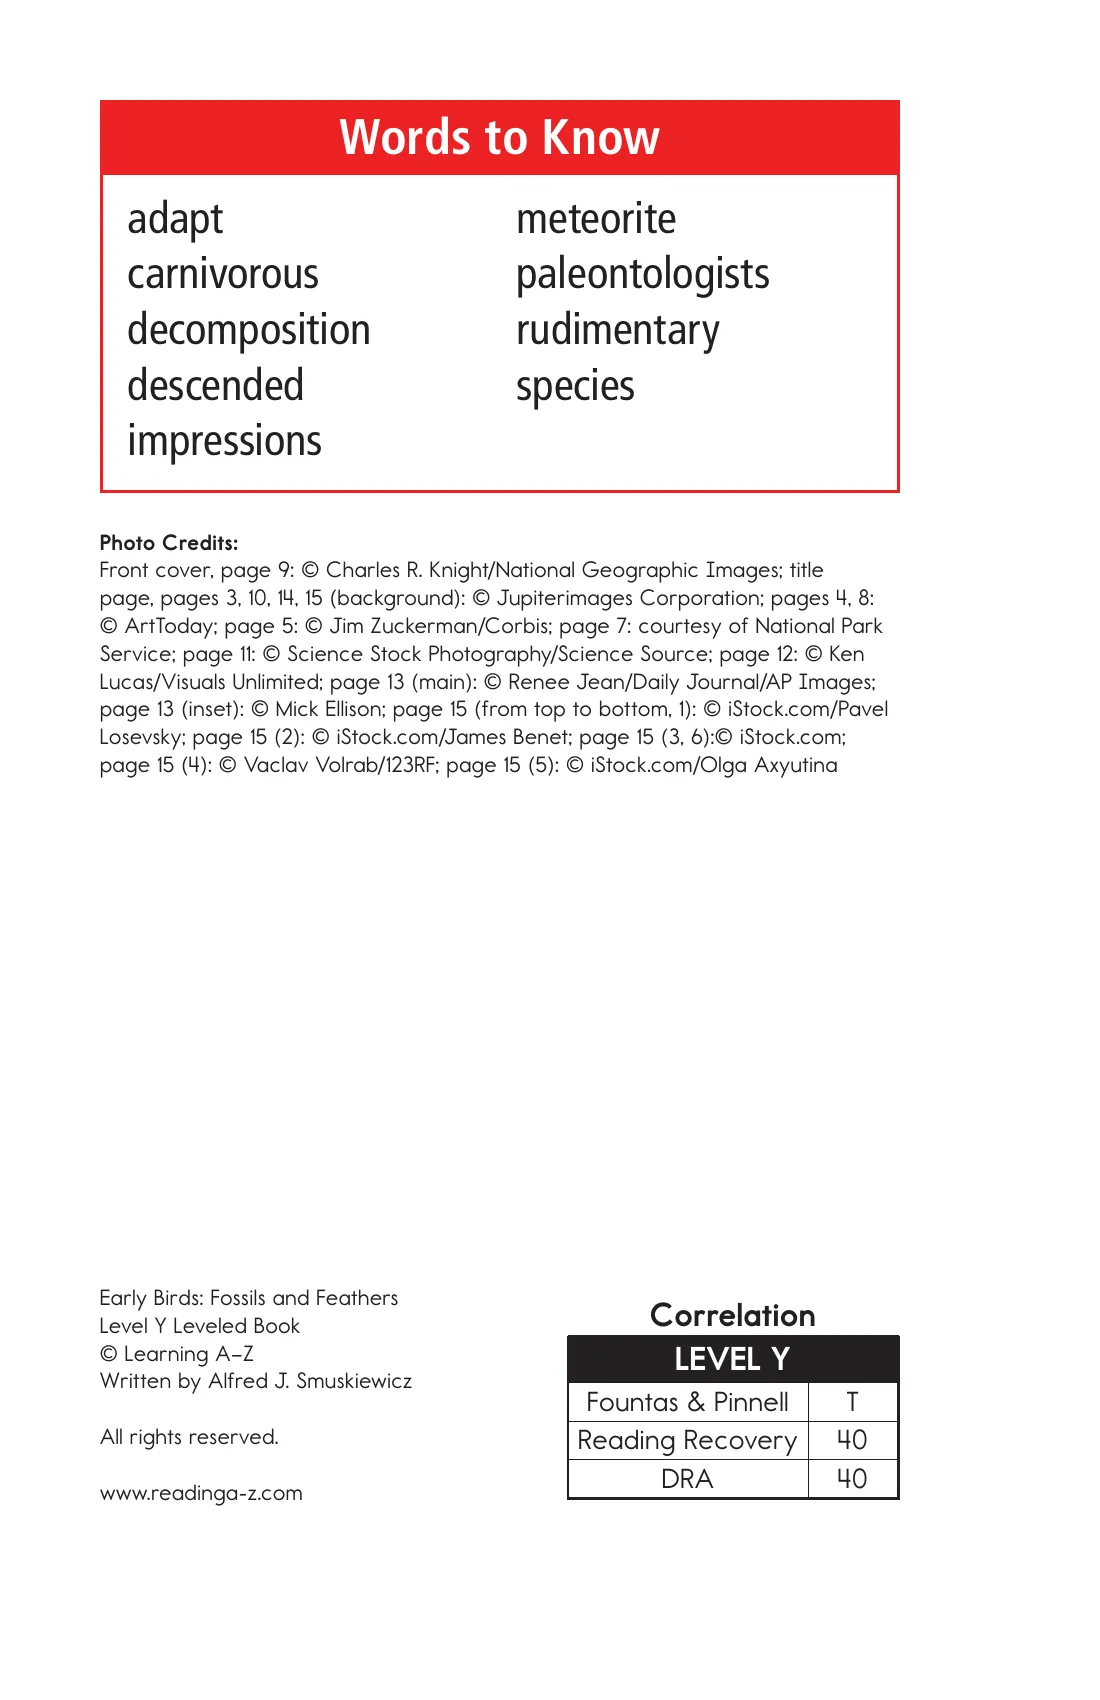 Words to Know
adapt
carnivorous
decomposition
descended
impressions
meteorite
paleontologists
rudimentary
species
Photo Credits:
Front cover, page 9: © Charles R. Knight/National Geographic Images; title
page, pages 3, 10, 14, 15 (background): © Jupiterimages Corporation; pages 4, 8:
© ArtToday; page 5: © Jim Zuckerman/Corbis; page 7: courtesy of National Park
Service; page 11: © Science Stock Photography/Science Source; page 12: © Ken
Lucas/Visuals Unlimited; page 13 (main): © Renee Jean/Daily Journal/AP Images;
page 13 (inset): © Mick Ellison; page 15 (from top to bottom, 1): © iStock.com/Pavel
Losevsky; page 15 (2): © iStock.com/James Benet; page 15 (3, 6):© iStock.com;
page 15 (4): © Vaclav Volrab/123RF; page 15 (5): © iStock.com/Olga Axyutina
Early Birds: Fossils and Feathers
Level Y Leveled Book
© Learning A–Z
Written by Alfred J. Smuskiewicz
All rights reserved.
www.readinga-z.com
Correlation
LEVEL Y
Fountas & Pinnell T
Reading Recovery 40
DRA 40